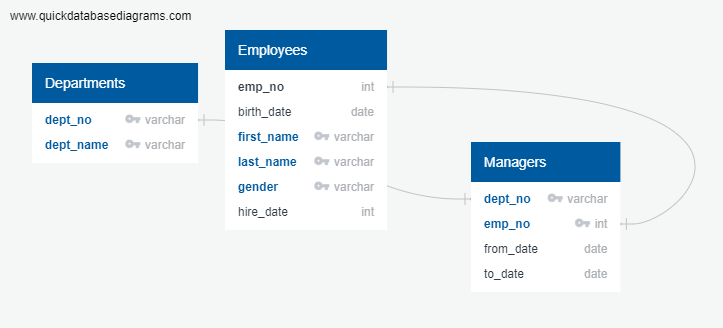 www.quickdatabasediagrams.com
Departments
dept_no varchar
dept_name varchar
Employees
emp_no int
birth_date date
first_name varchar
last_name varchar
gender varchar
hire_date int
Managers
dept_no varchar
emp_no int
from_date date
to_date date